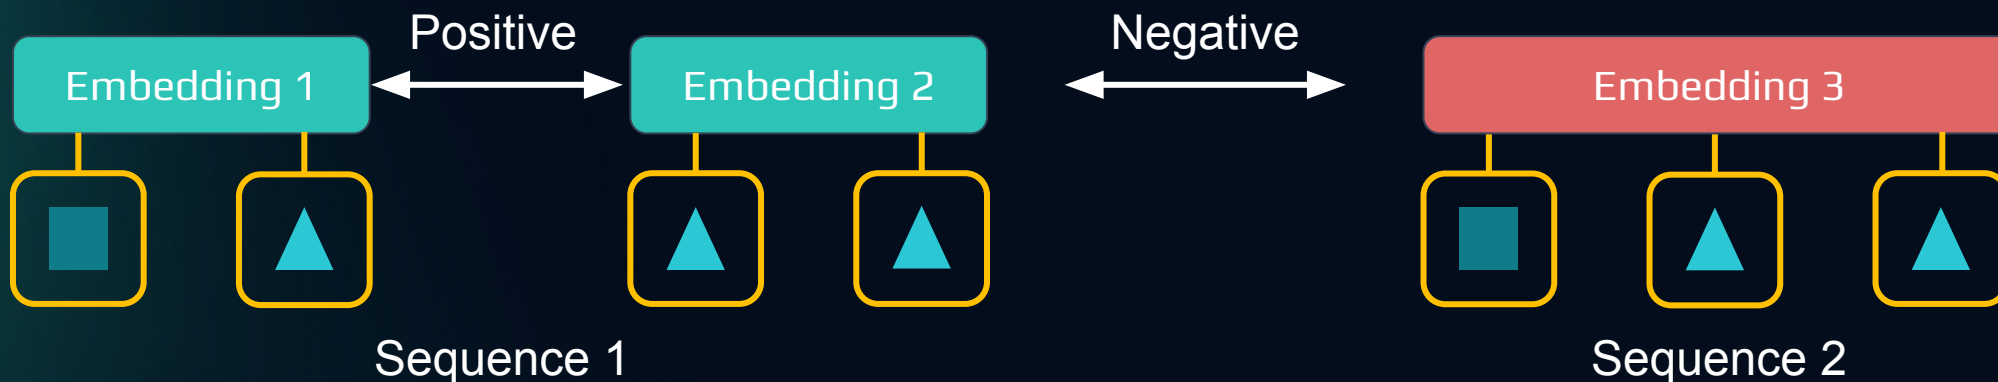 Positive
Negative
Embedding 1
Embedding 2
Embedding 3
Sequence 1
Sequence 2